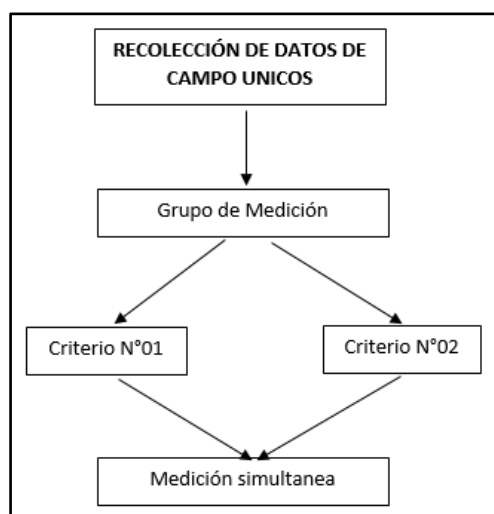 RECOLECCIÓN DE DATOS DE
CAMPO UNICOS
Grupo de Medición
Criterio N°01
Criterio N°02
Medición simultanea